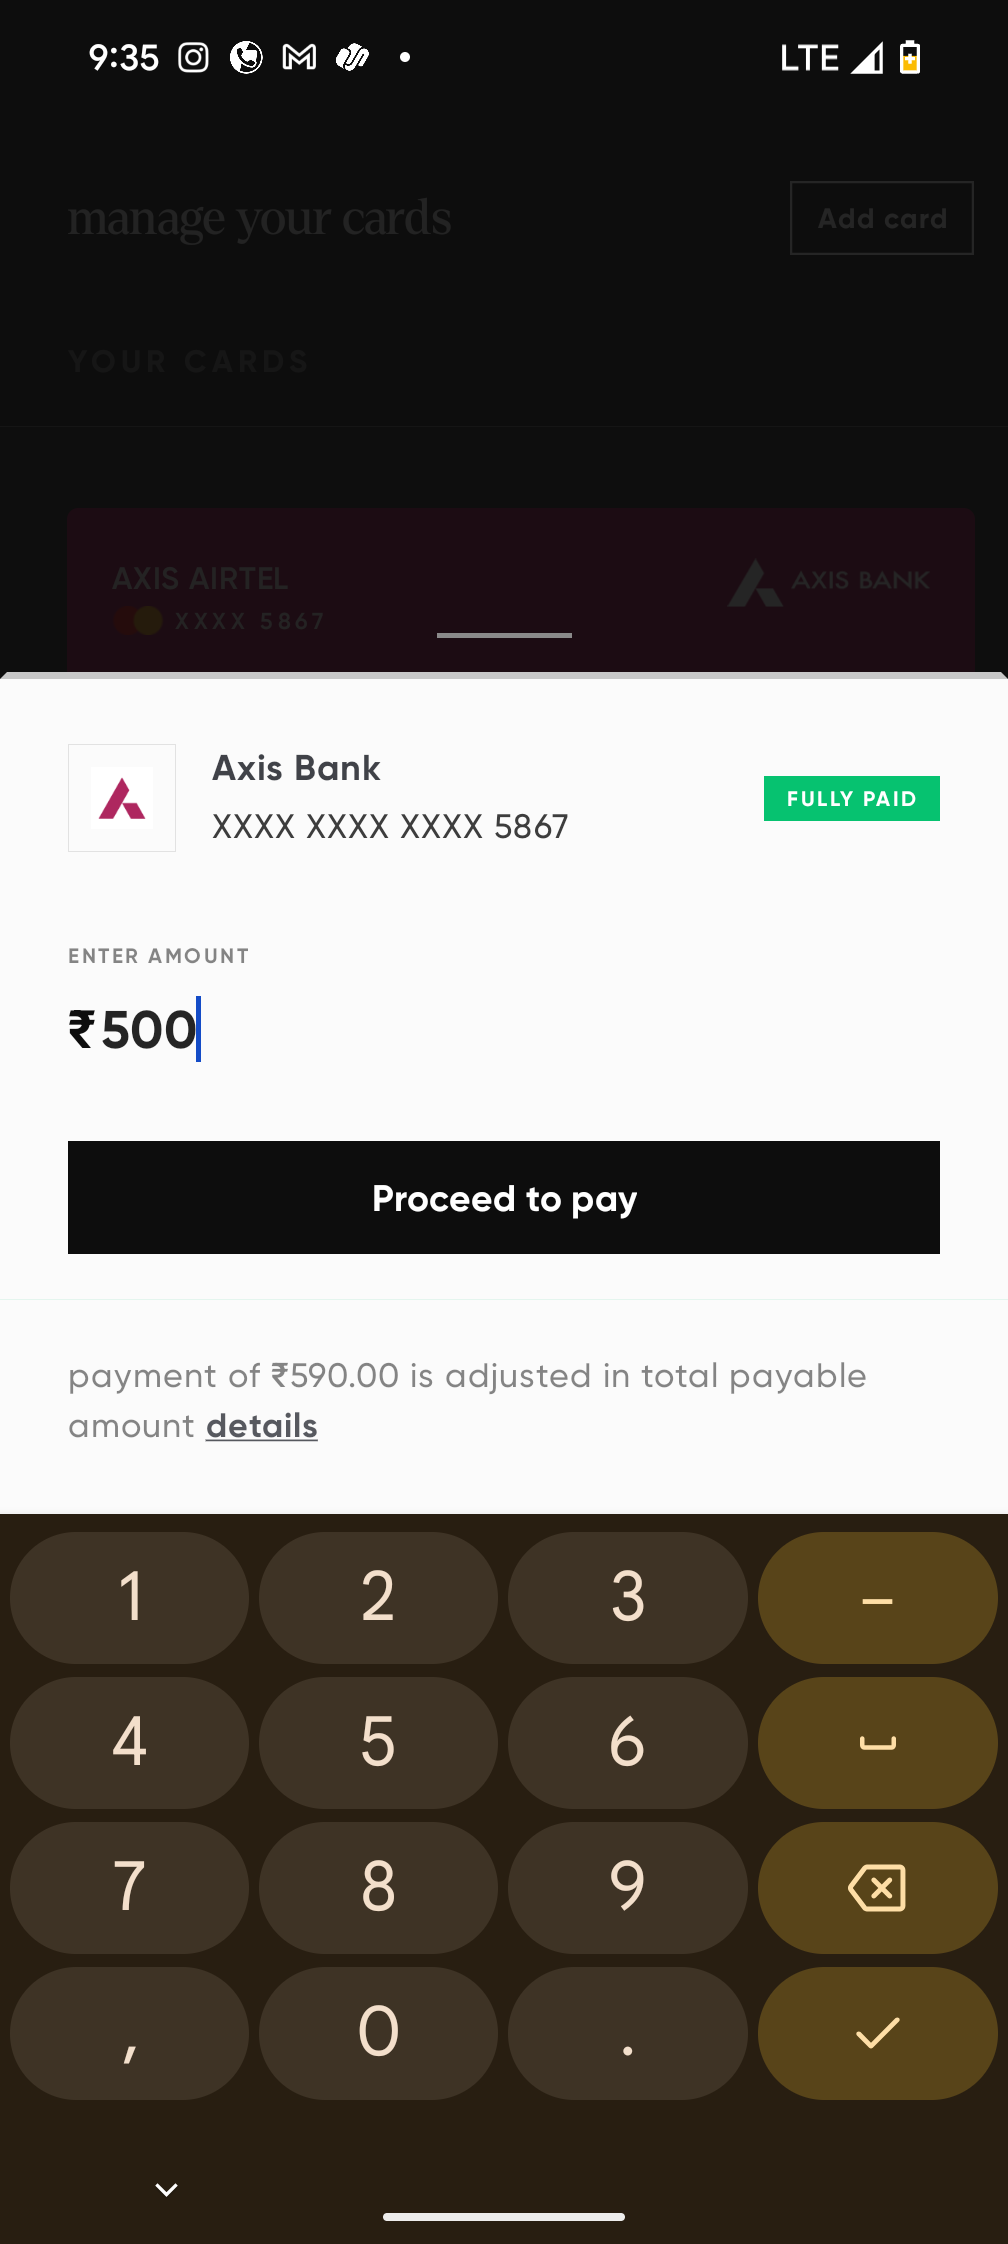 9:35
LTE
manage your cards
Add card
YOUR CARDS
AXIS AIRTEL
AXIS BANK
XXXX 5867
Axis Bank
XXXX XXXX XXXX 5867
FULLY PAID
ENTER AMOUNT
₹500
Proceed to pay
payment of ₹590.00 is adjusted in total payable
amount details
1 2 3 –
4 5 6
7 8 9
, 0 .